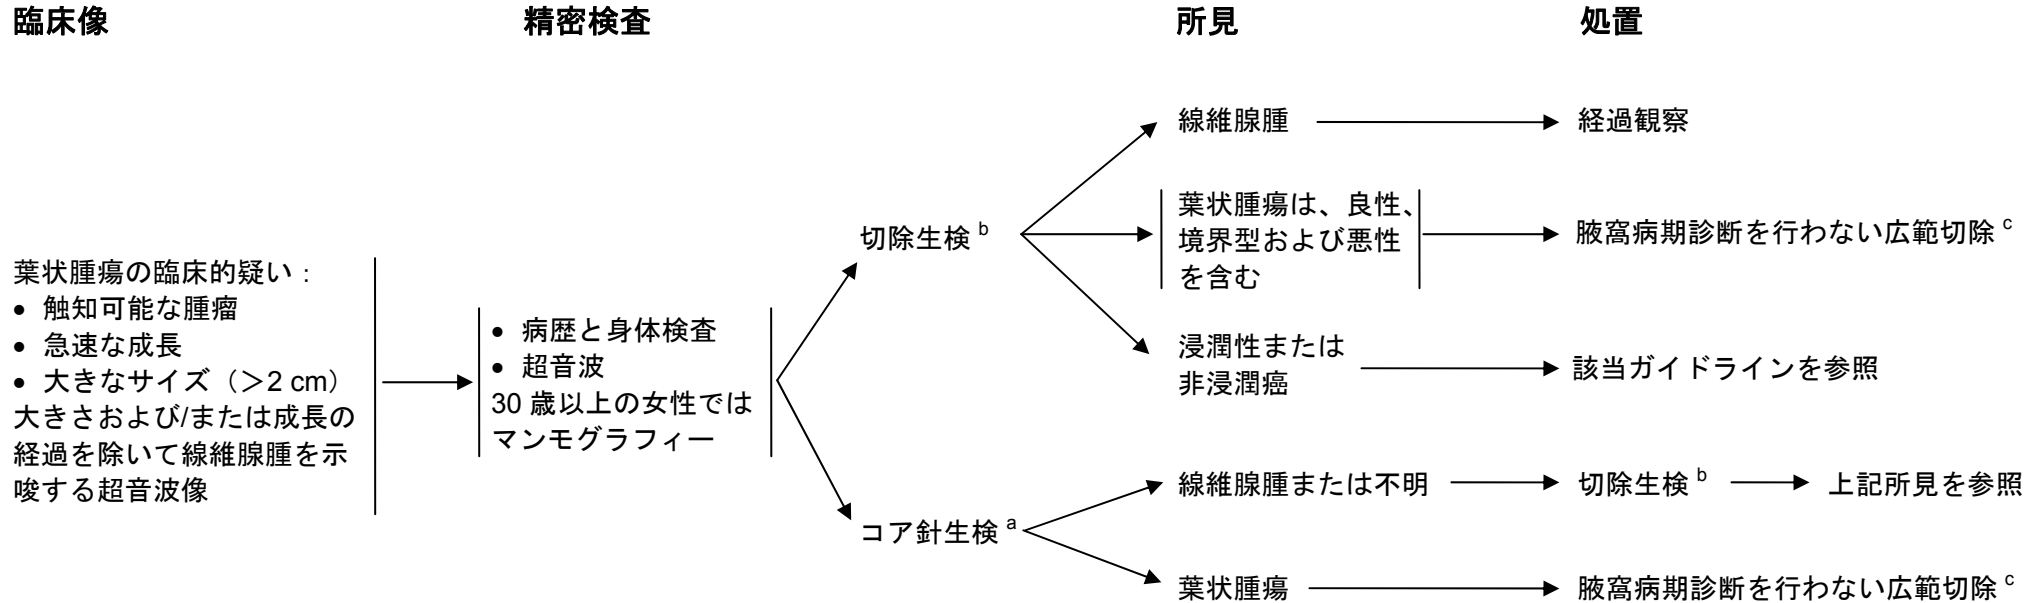 臨床像
精密検査
所見
処置
葉状腫瘍の臨床的疑い：
• 触知可能な腫瘤
• 急速な成長
• 大きなサイズ（＞2 cm）
大きさおよび/または成長の
経過を除いて線維腺腫を示
唆する超音波像
• 病歴と身体検査
• 超音波
30 歳以上の女性では
マンモグラフィー
切除生検 b
線維腺腫
経過観察
葉状腫瘍は、良性、
境界型および悪性
を含む
腋窩病期診断を行わない広範切除 c
浸潤性または
非浸潤癌
該当ガイドラインを参照
コア針生検 a
線維腺腫または不明
切除生検 b
上記所見を参照
葉状腫瘍
腋窩病期診断を行わない広範切除 c